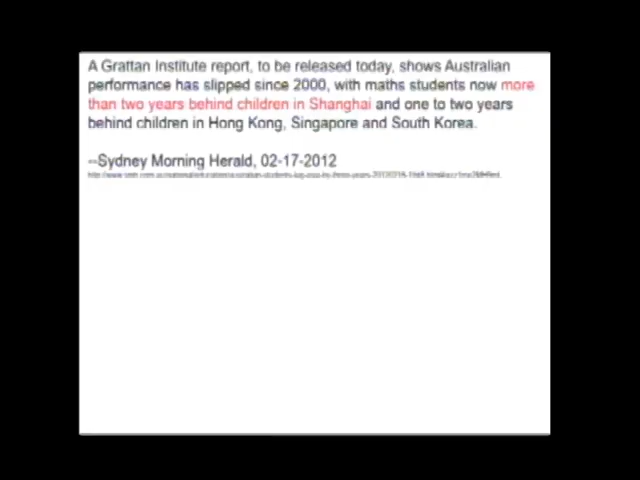 A Grattan Institute report, to be released today, shows Australian
performance has slipped since 2000, with maths students now more
than two years behind children in Shanghai and one to two years
behind children in Hong Kong, Singapore and South Korea.
--Sydney Morning Herald, 02-17-2012